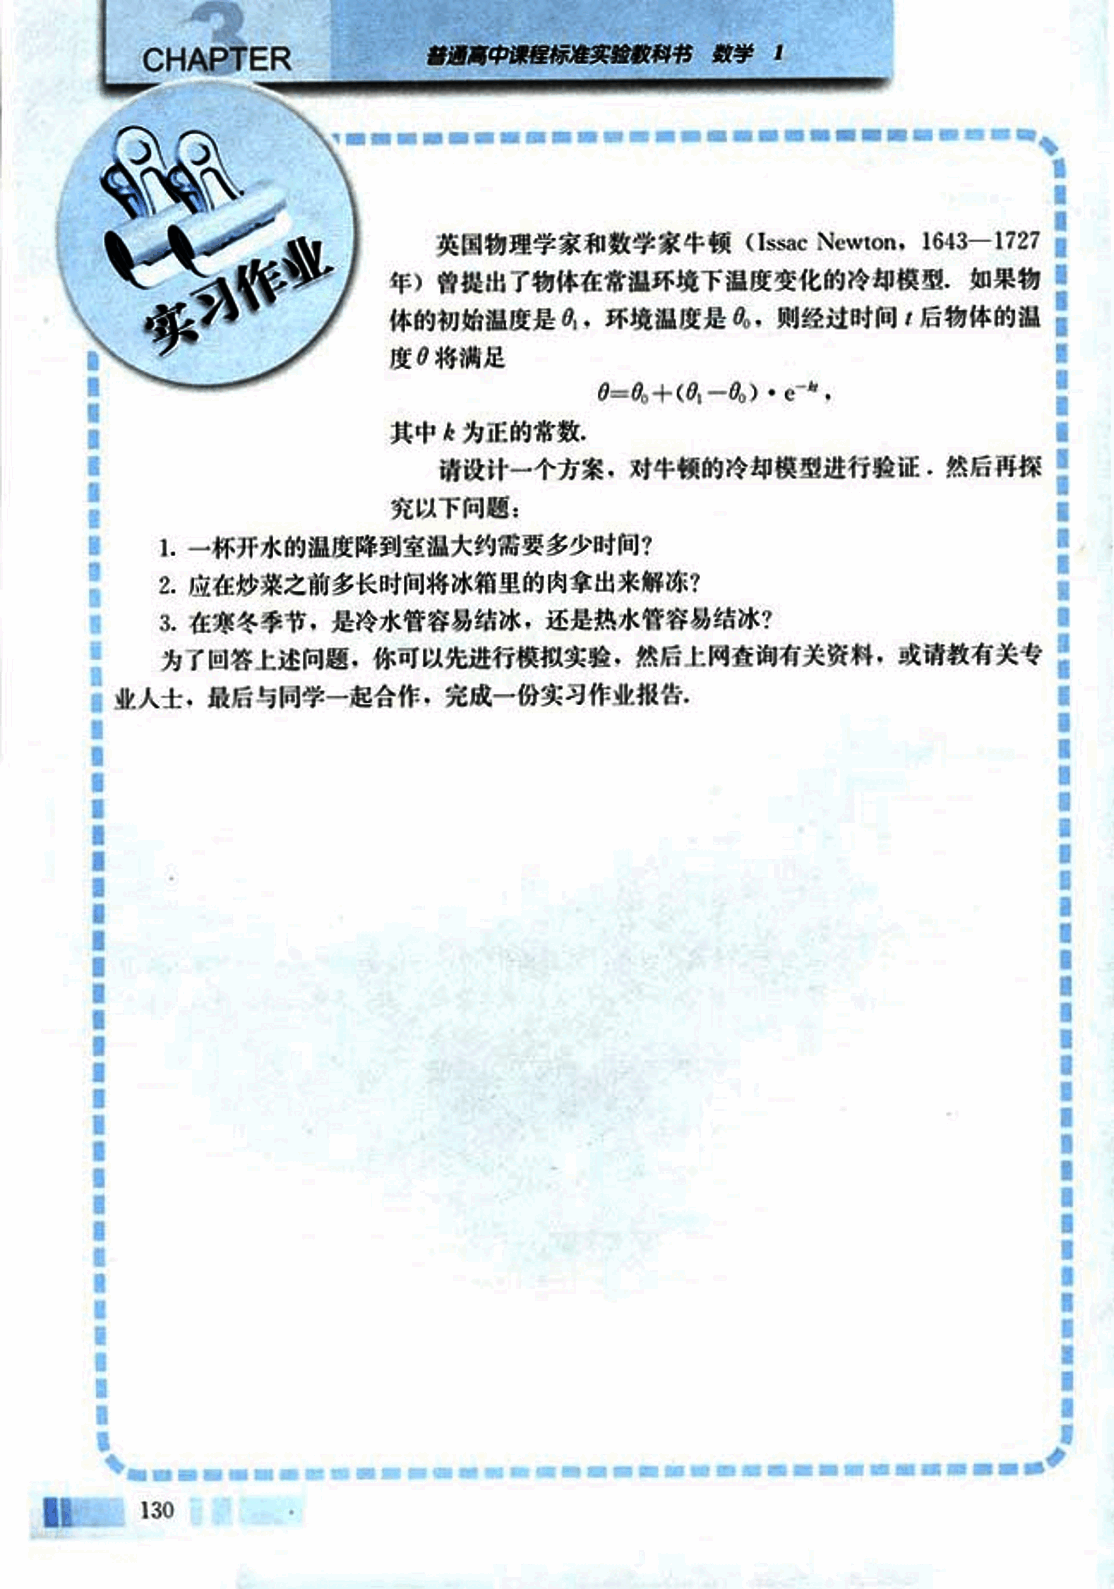 3
CHAPTER
普通高中课程标准实验教科书 数学 1
实习作业
英国物理学家和数学家牛顿（Issac Newton，1643—1727
年）曾提出了物体在常温环境下温度变化的冷却模型. 如果物
体的初始温度是θ₁，环境温度是θ₀，则经过时间 t 后物体的温
度θ将满足
θ=θ₀+(θ₁－θ₀)·e⁻ᵏᵗ，
其中 k 为正的常数.
请设计一个方案，对牛顿的冷却模型进行验证．然后再探
究以下问题：
1. 一杯开水的温度降到室温大约需要多少时间？
2. 应在炒菜之前多长时间将冰箱里的肉拿出来解冻？
3. 在寒冬季节，是冷水管容易结冰，还是热水管容易结冰？
为了回答上述问题，你可以先进行模拟实验，然后上网查询有关资料，或请教有关专
业人士，最后与同学一起合作，完成一份实习作业报告.
130